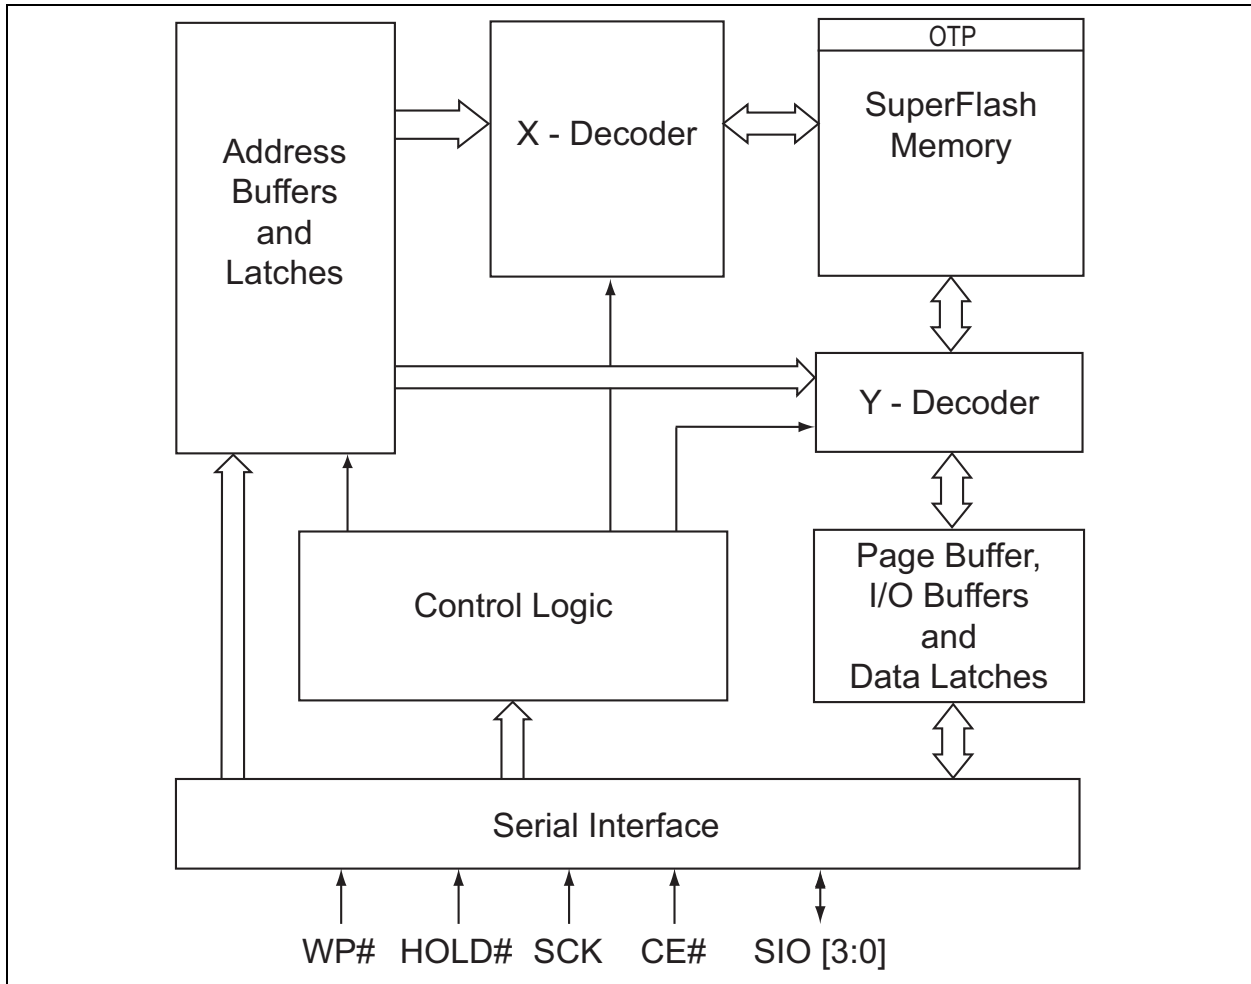 OTP
SuperFlash
Memory
X - Decoder
Address
Buffers
and
Latches
Y - Decoder
Page Buffer,
I/O Buffers
and
Data Latches
Control Logic
Serial Interface
WP# HOLD# SCK CE# SIO [3:0]